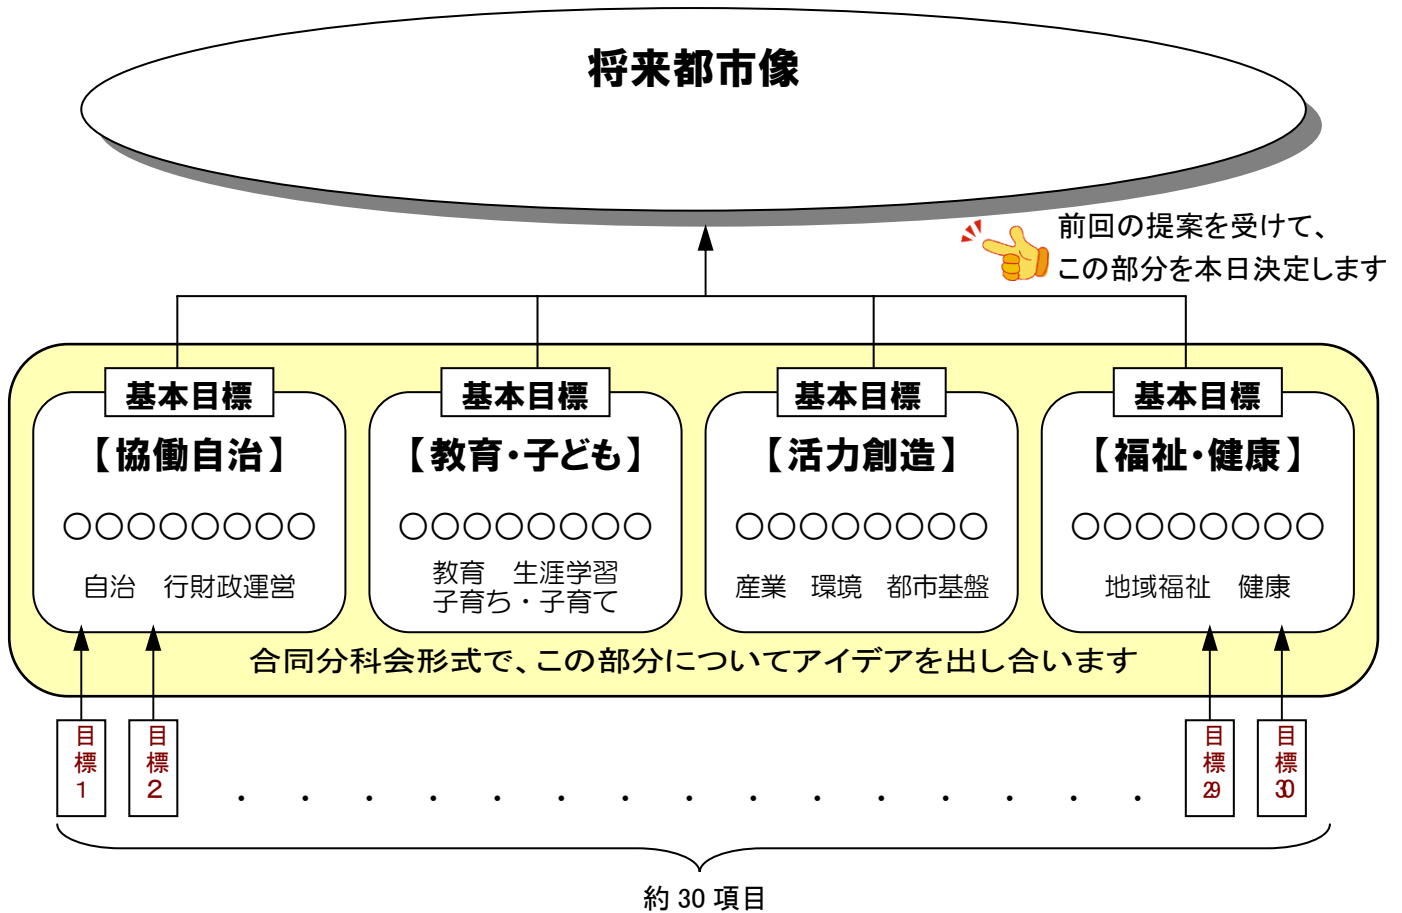 将来都市像
前回の提案を受けて、
この部分を本日決定します
基本目標
【協働自治】
○○○○○○○○
自治　行財政運営
基本目標
【教育・子ども】
○○○○○○○○
教育　生涯学習
子育ち・子育て
基本目標
【活力創造】
○○○○○○○○
産業　環境　都市基盤
基本目標
【福祉・健康】
○○○○○○○○
地域福祉　健康
合同分科会形式で、この部分についてアイデアを出し合います
目標1
目標2
・・・・・・・・・・・・・・・
目標29
目標30
約 30 項目